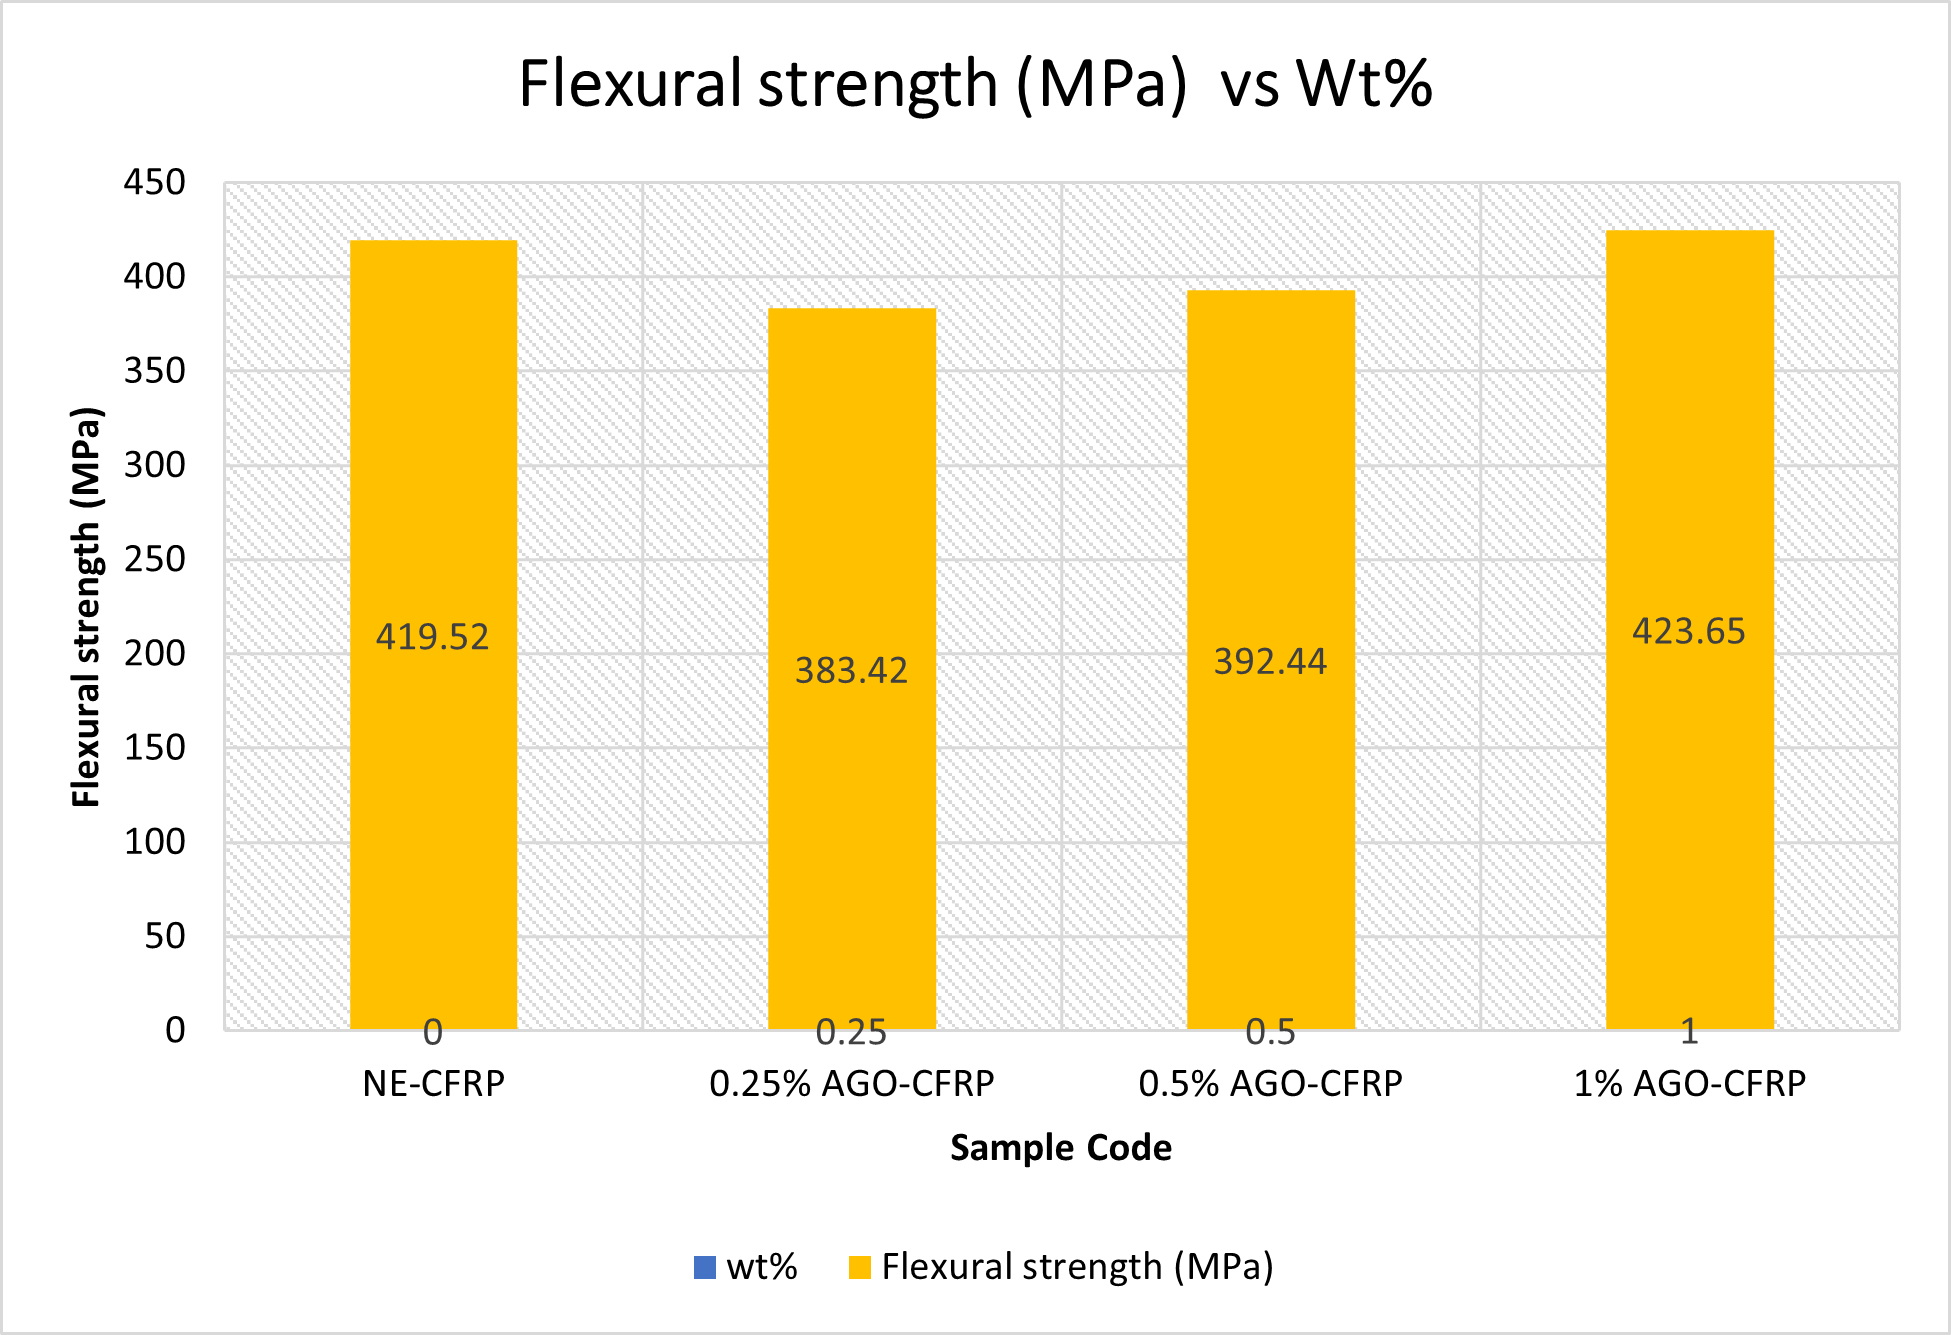 Flexural strength (MPa)  vs Wt%
450
400
350
300
250
200
150
100
50
0
Flexural strength (MPa)
419.52
383.42
392.44
423.65
0
0.25
0.5
1
NE-CFRP
0.25% AGO-CFRP
0.5% AGO-CFRP
1% AGO-CFRP
Sample Code
wt%
Flexural strength (MPa)